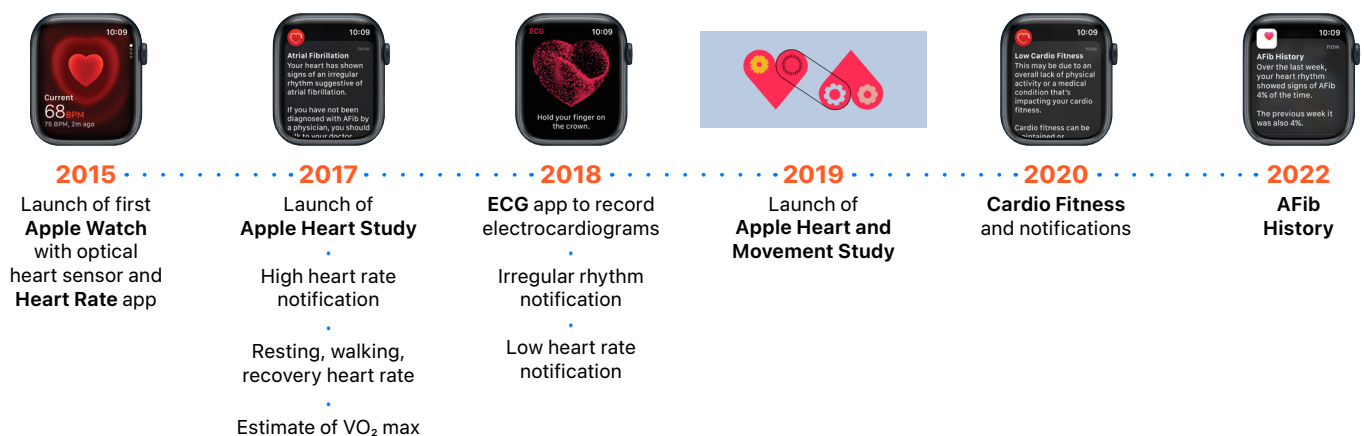 10:09
Current
68BPM
75 BPM, 2m ago
10:09
now
Atrial Fibrillation
Your heart has shown
signs of an irregular
rhythm suggestive of
atrial fibrillation.
If you have not been
diagnosed with AFib by
a physician, you should
talk to your doctor
ECG
10:09
Hold your finger on
the crown.
10:09
now
Low Cardio Fitness
This may be due to an
overall lack of physical
activity or a medical
condition that's
impacting your cardio
fitness.
Cardio fitness can be
maintained or
10:09
now
AFib History
Over the last week,
your heart rhythm
showed signs of AFib
4% of the time.
The previous week it
was also 4%.
2015
Launch of first
Apple Watch
with optical
heart sensor and
Heart Rate app
2017
Launch of
Apple Heart Study
High heart rate
notification
Resting, walking,
recovery heart rate
Estimate of VO₂ max
2018
ECG app to record
electrocardiograms
Irregular rhythm
notification
Low heart rate
notification
2019
Launch of
Apple Heart and
Movement Study
2020
Cardio Fitness
and notifications
2022
AFib
History